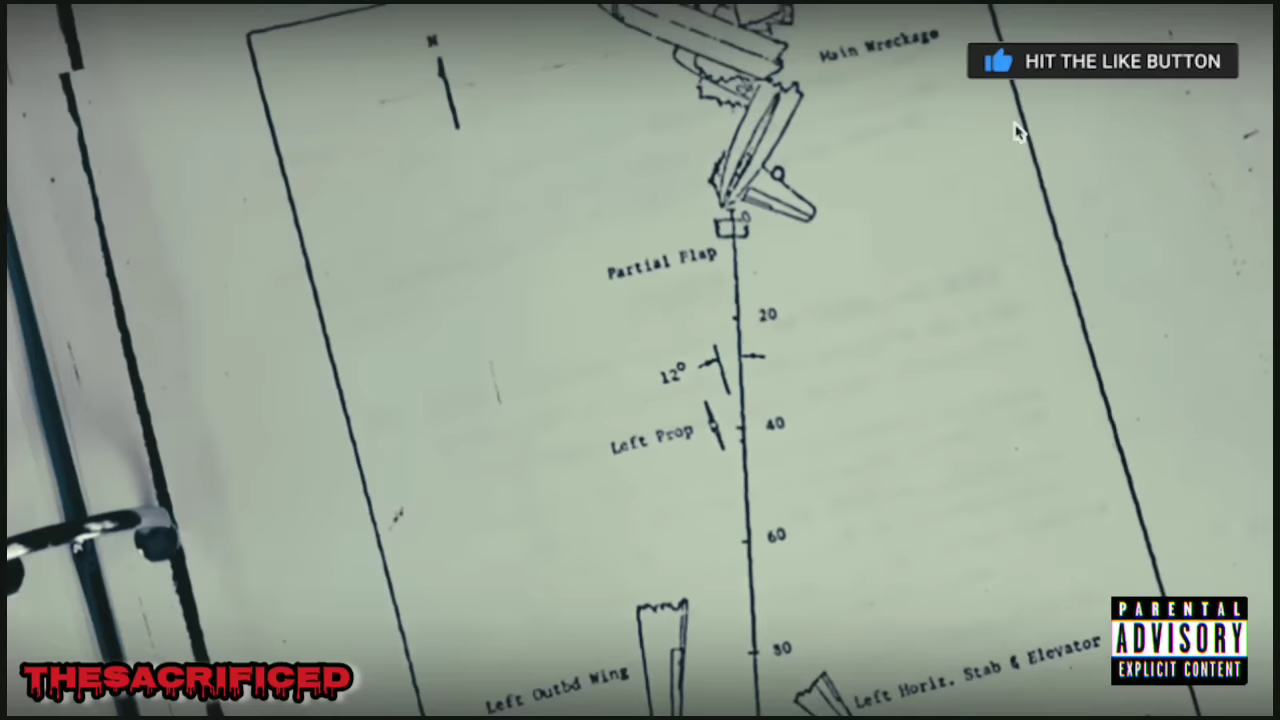 N
Main Wreckage
HIT THE LIKE BUTTON
Partial Flap
20
12°
Left Prop
40
60
80
Left Outbd Wing
Left Horiz. Stab & Elevator
THESACRIFICED
PARENTAL
ADVISORY
EXPLICIT CONTENT